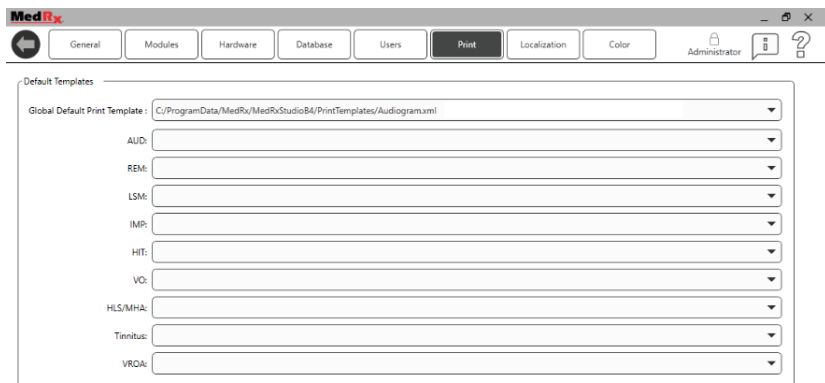 MedRx
General Modules Hardware Database Users Print Localization Color Administrator
Default Templates
Global Default Print Template : C:/ProgramData/MedRx/MedRxStudioB4/PrintTemplates/Audiogram.xml
AUD:
REM:
LSM:
IMP:
HIT:
VO:
HLS/MHA:
Tinnitus:
VROA: